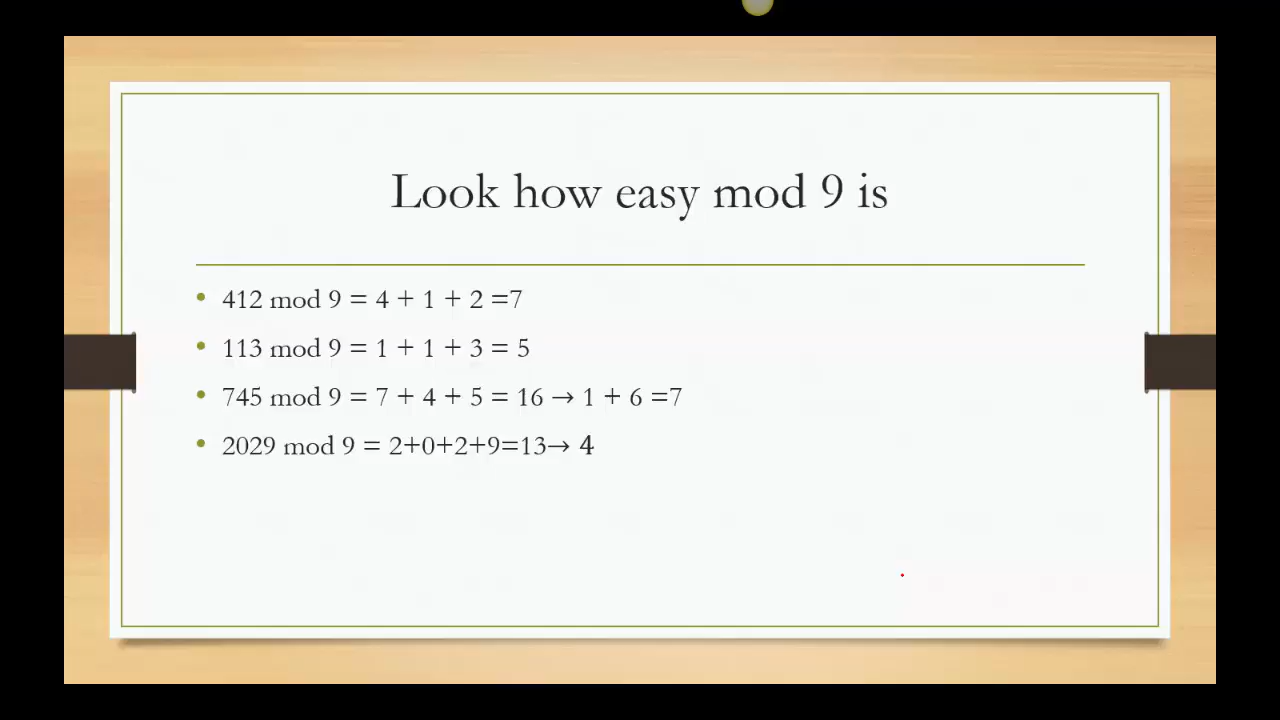 Look how easy mod 9 is
• 412 mod 9 = 4 + 1 + 2 =7
• 113 mod 9 = 1 + 1 + 3 = 5
• 745 mod 9 = 7 + 4 + 5 = 16 → 1 + 6 =7
• 2029 mod 9 = 2+0+2+9=13→ 4